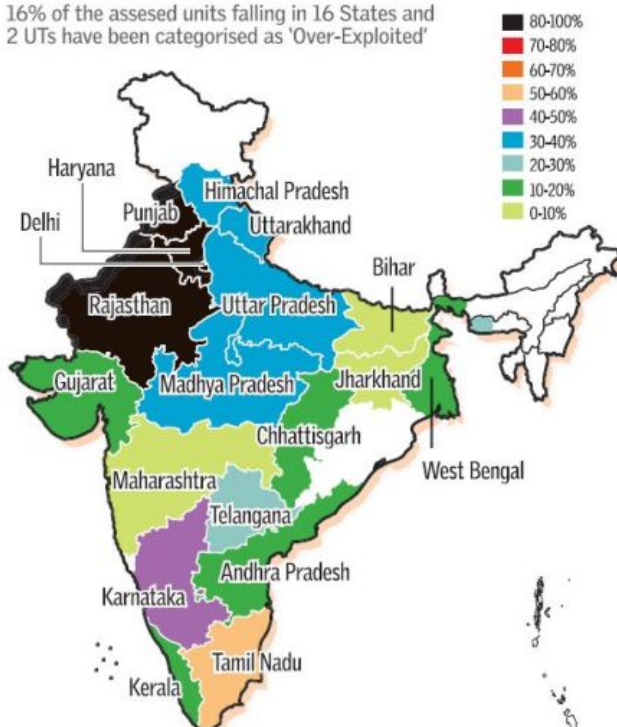 16% of the assesed units falling in 16 States and
2 UTs have been categorised as 'Over-Exploited'
80-100%
70-80%
60-70%
50-60%
40-50%
30-40%
20-30%
10-20%
0-10%
Haryana
Himachal Pradesh
Punjab
Delhi
Uttarakhand
Bihar
Rajasthan
Uttar Pradesh
Gujarat
Madhya Pradesh
Jharkhand
Chhattisgarh
West Bengal
Maharashtra
Telangana
Andhra Pradesh
Karnataka
Tamil Nadu
Kerala